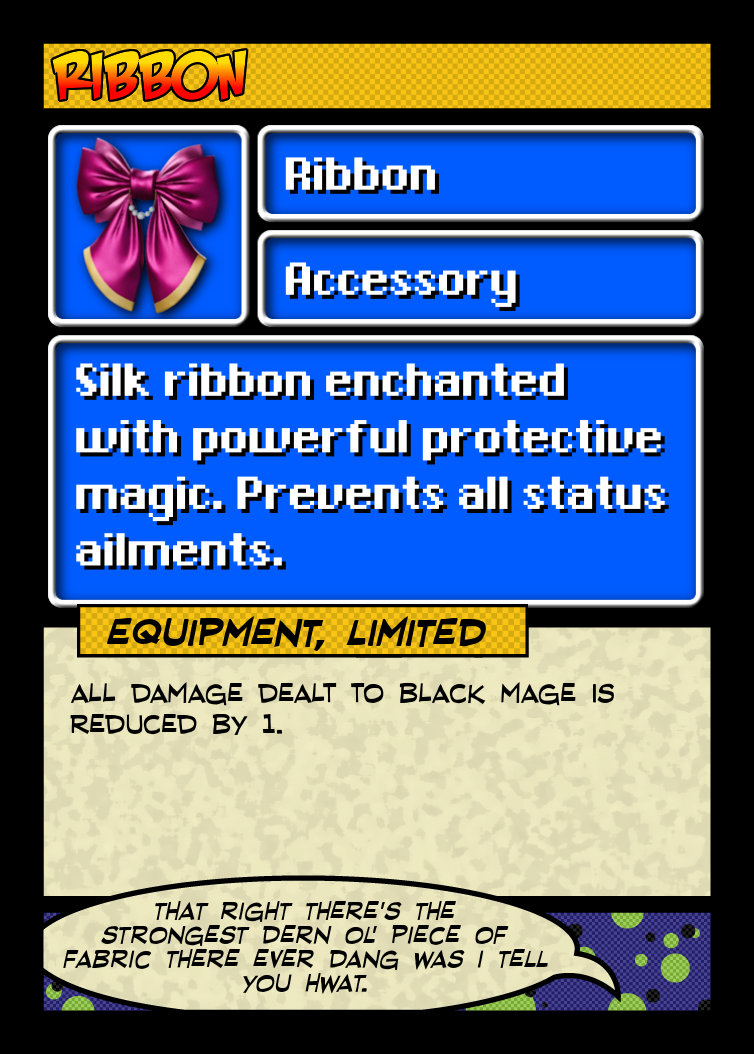 RIBBON
Ribbon
Accessory
Silk ribbon enchanted
with powerful protective
magic. Prevents all status
ailments.
EQUIPMENT, LIMITED
ALL DAMAGE DEALT TO BLACK MAGE IS
REDUCED BY 1.
THAT RIGHT THERE'S THE
STRONGEST DERN OL' PIECE OF
FABRIC THERE EVER DANG WAS I TELL
YOU HWAT.